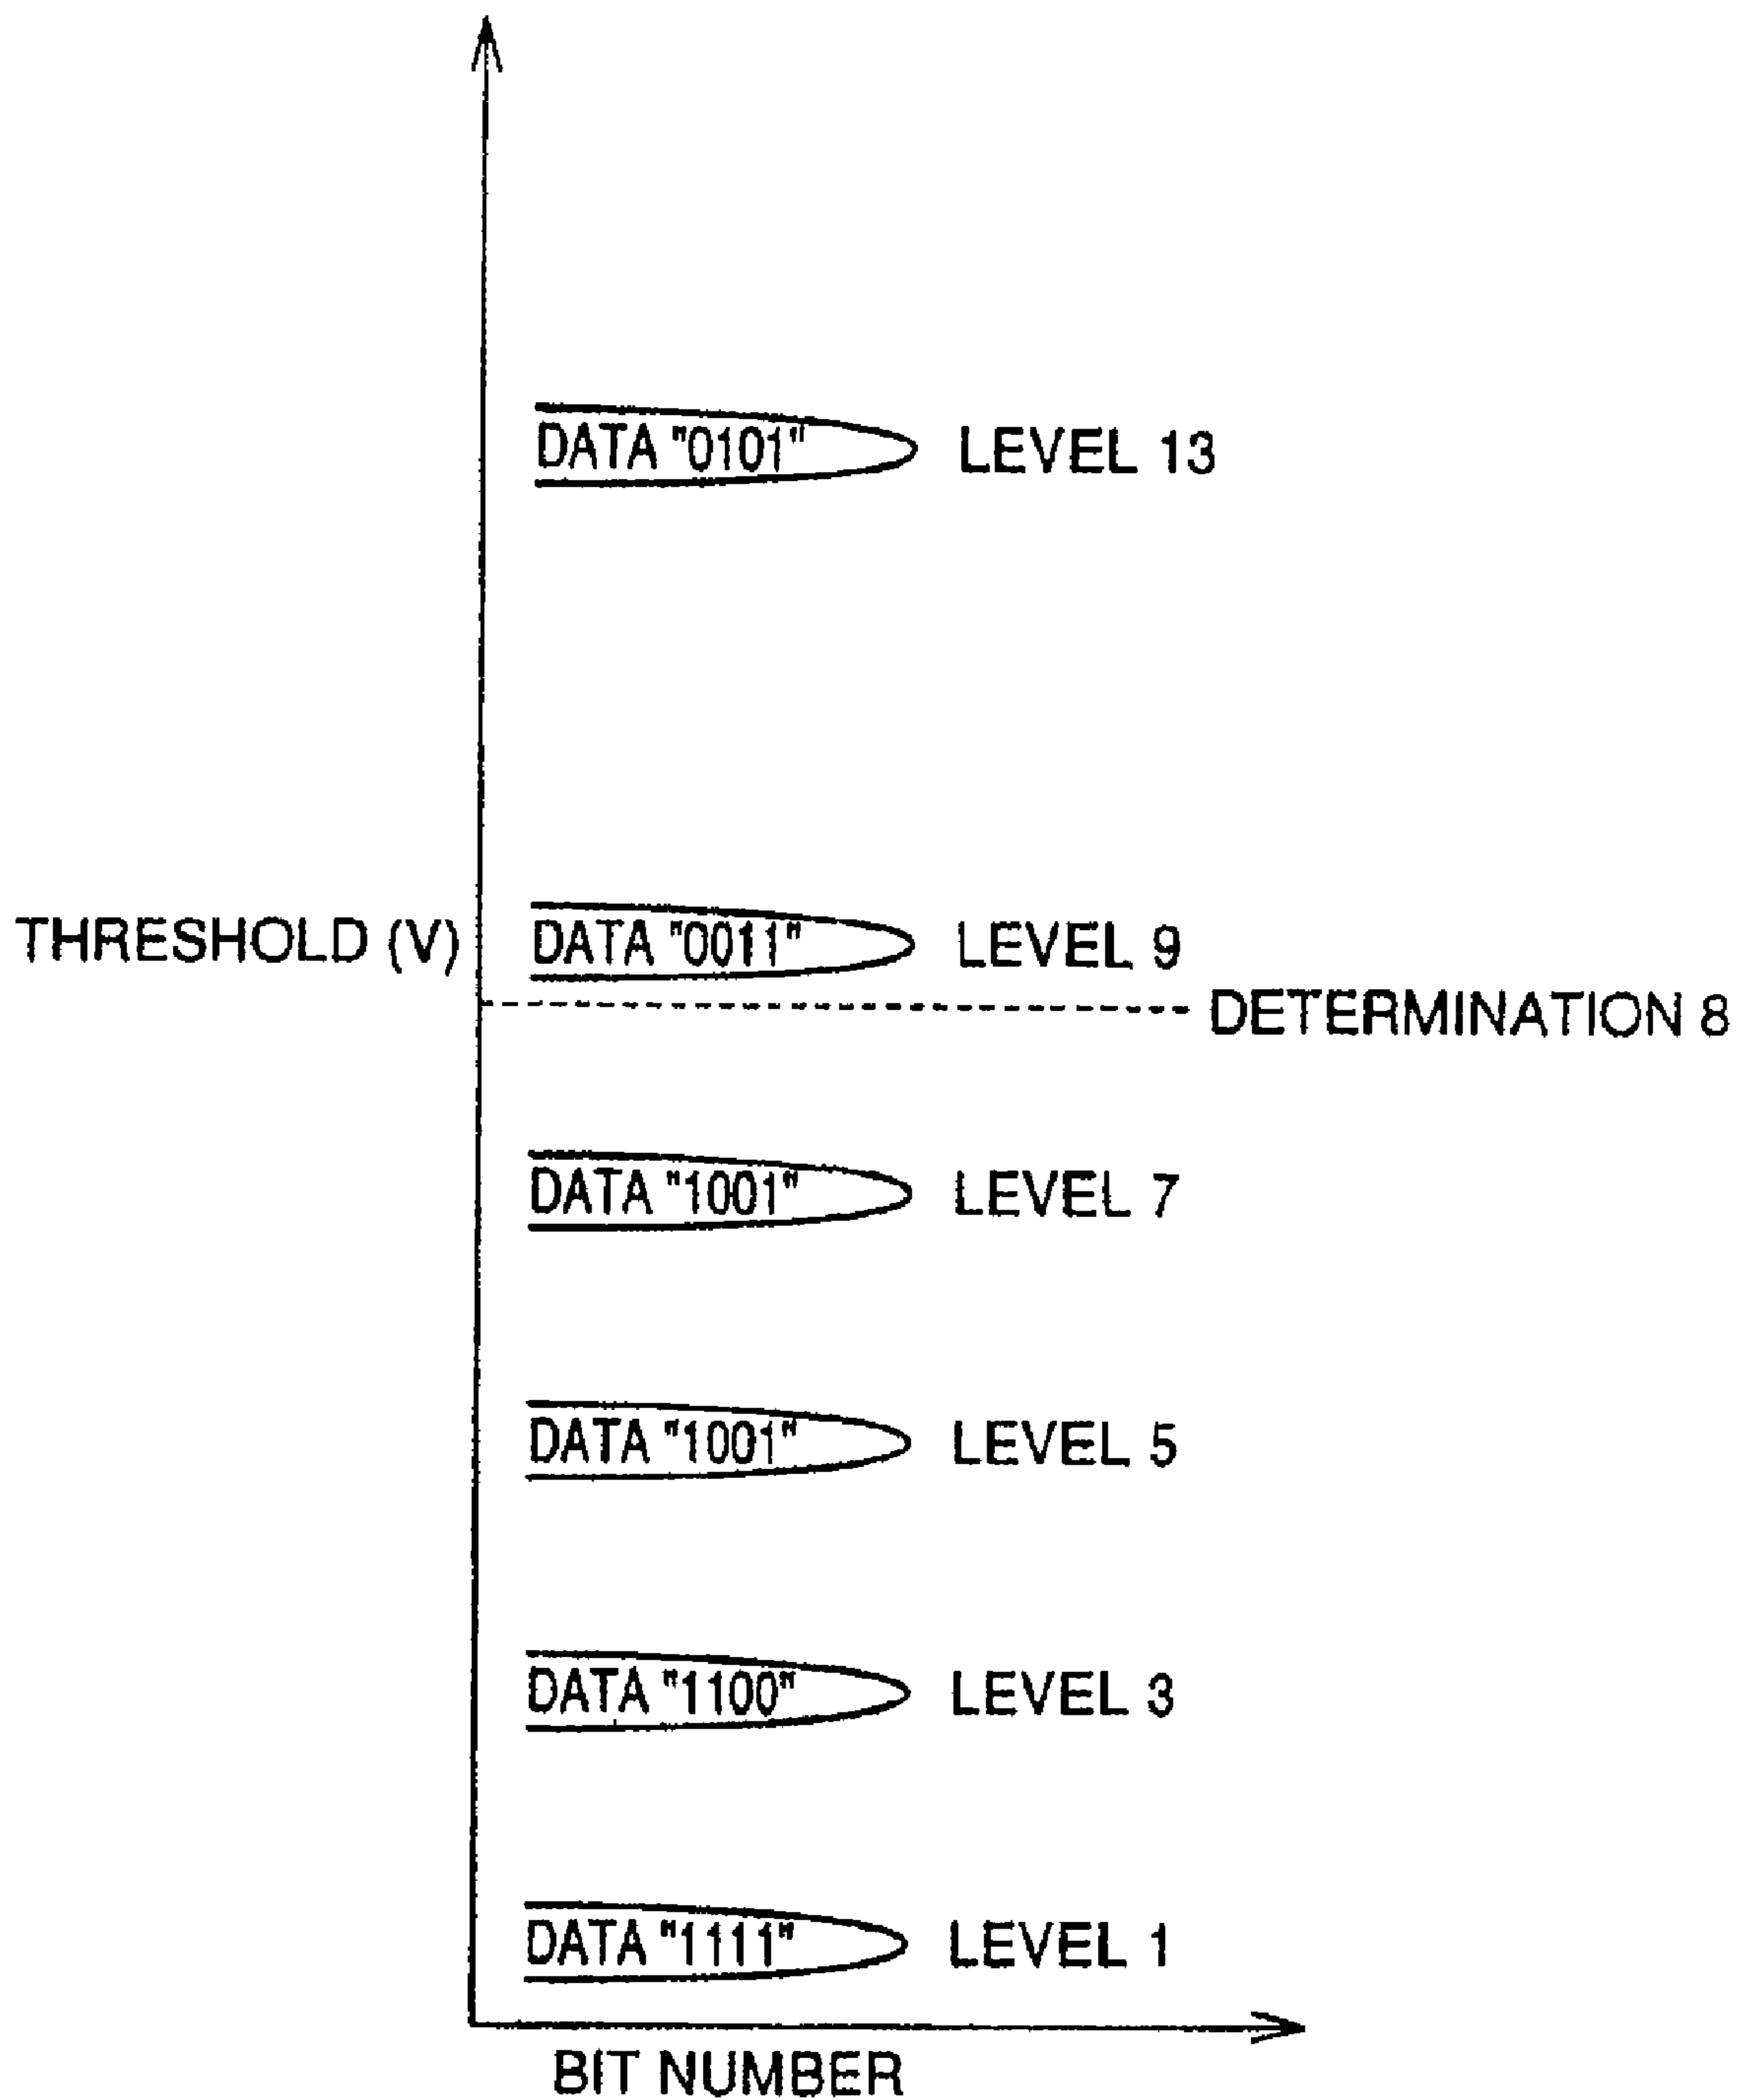 DATA "0101" LEVEL 13
THRESHOLD (V) DATA "0011" LEVEL 9
DETERMINATION 8
DATA "1001" LEVEL 7
DATA "1001" LEVEL 5
DATA "1100" LEVEL 3
DATA "1111" LEVEL 1
BIT NUMBER